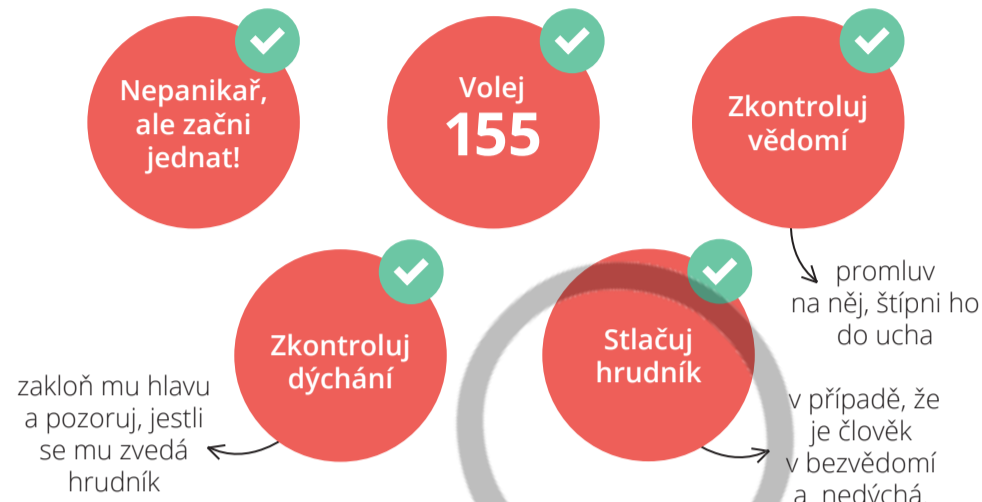 Nepanikař,
ale začni
jednat!
Volej
155
Zkontroluj
vědomí
promluv
na něj, štípni ho
do ucha
Zkontroluj
dýchání
zakloň mu hlavu
a pozoruj, jestli
se mu zvedá
hrudník
Stlačuj
hrudník
v případě, že
je člověk
v bezvědomí
a nedýchá